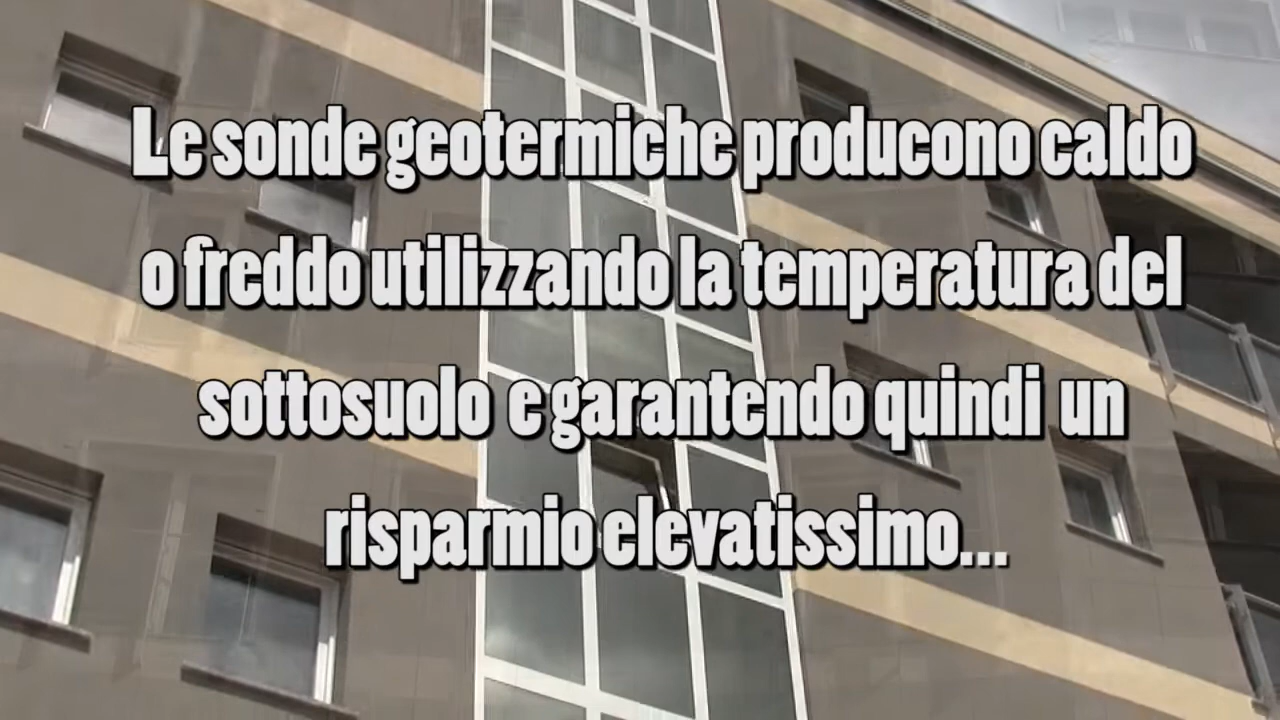 Le sonde geotermiche producono caldo
o freddo utilizzando la temperatura del
sottosuolo e garantendo quindi un
risparmio elevatissimo...